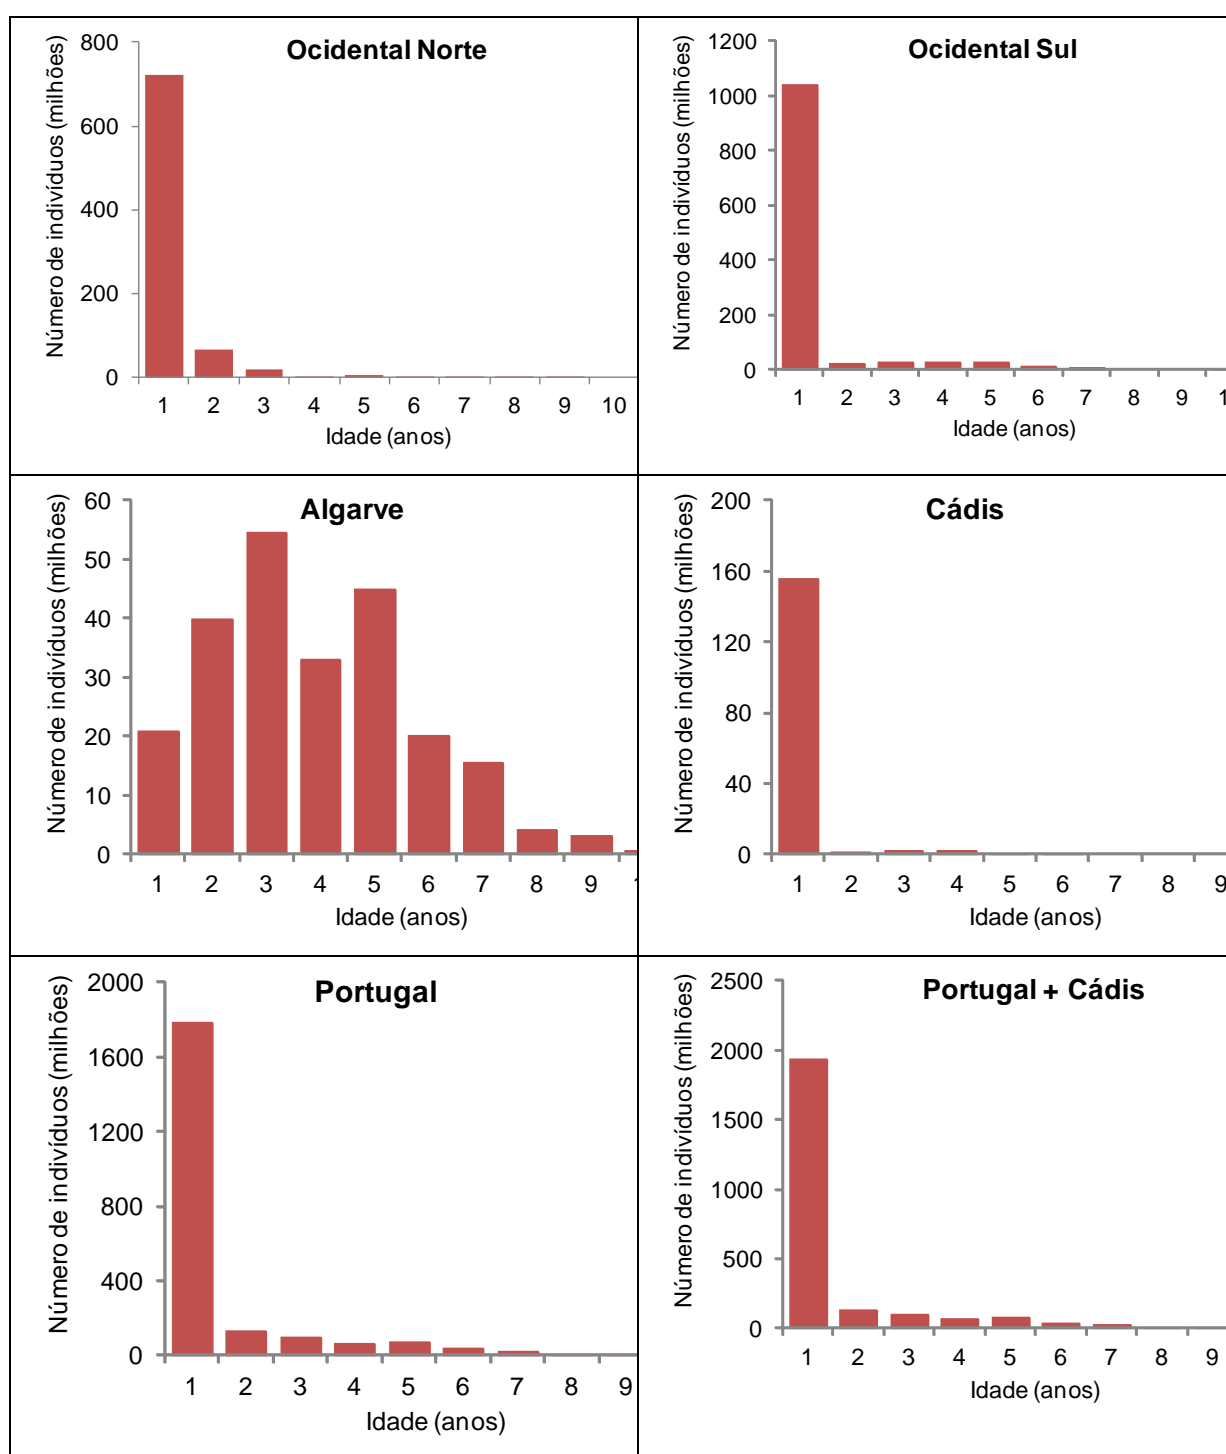 Ocidental Norte
Número de indivíduos (milhões)
800
600
400
200
0
1 2 3 4 5 6 7 8 9 10
Idade (anos)
Ocidental Sul
Número de indivíduos (milhões)
1200
1000
800
600
400
200
0
1 2 3 4 5 6 7 8 9 1
Idade (anos)
Algarve
Número de indivíduos (milhões)
60
50
40
30
20
10
0
1 2 3 4 5 6 7 8 9
Idade (anos)
Cádis
Número de indivíduos (milhões)
200
160
120
80
40
0
1 2 3 4 5 6 7 8 9
Idade (anos)
Portugal
Número de indivíduos (milhões)
2000
1600
1200
800
400
0
1 2 3 4 5 6 7 8 9
Idade (anos)
Portugal + Cádis
Número de indivíduos (milhões)
2500
2000
1500
1000
500
0
1 2 3 4 5 6 7 8 9
Idade (anos)